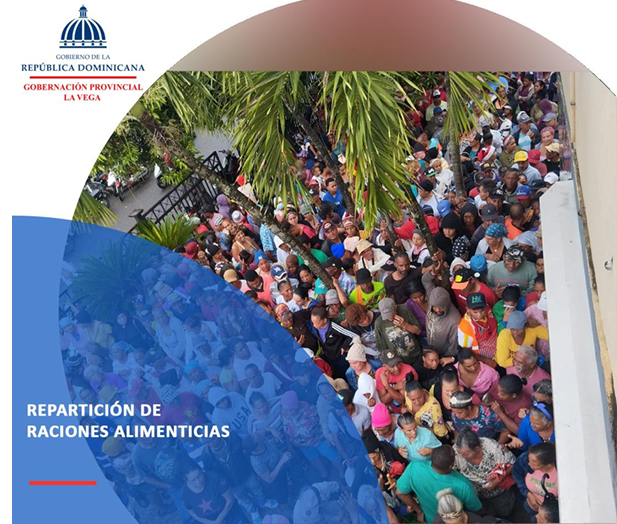 GOBIERNO DE LA
REPÚBLICA DOMINICANA
GOBERNACIÓN PROVINCIAL
LA VEGA
REPARTICIÓN DE
RACIONES ALIMENTICIAS